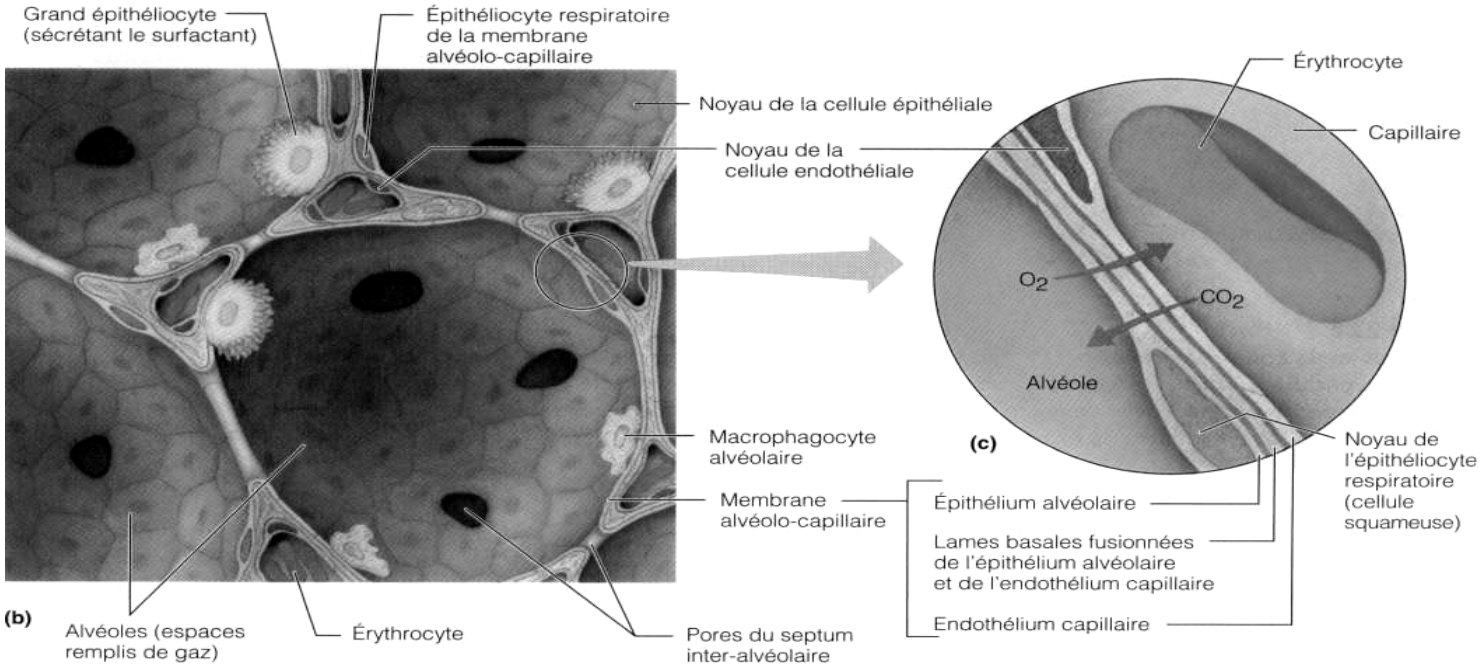 Grand épithéliocyte
(sécrétant le surfactant)
Épithéliocyte respiratoire
de la membrane
alvéolo-capillaire
Noyau de la cellule épithéliale
Noyau de la
cellule endothéliale
Macrophagocyte
alvéolaire
Membrane
alvéolo-capillaire
(b)
Alvéoles (espaces
remplis de gaz)
Érythrocyte
Pores du septum
inter-alvéolaire
Érythrocyte
Capillaire
O2
CO2
Alvéole
(c)
Noyau de
l'épithéliocyte
respiratoire
(cellule
squameuse)
Épithélium alvéolaire
Lames basales fusionnées
de l'épithélium alvéolaire
et de l'endothélium capillaire
Endothélium capillaire